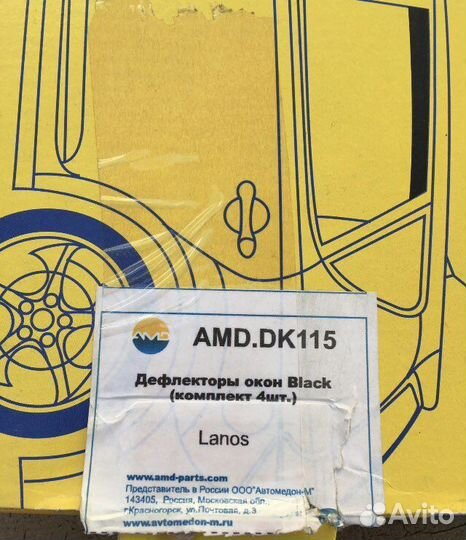 AMD
AMD.DK115
Дефлекторы окон Black
(комплект 4шт.)
Lanos
www.amd-parts.com
Представитель в России ООО"Автомедон-М"
143405, Россия, Московская обл.,
г.Красногорск, ул.Почтовая, д.3
www.avtomedon-m.ru
Avito